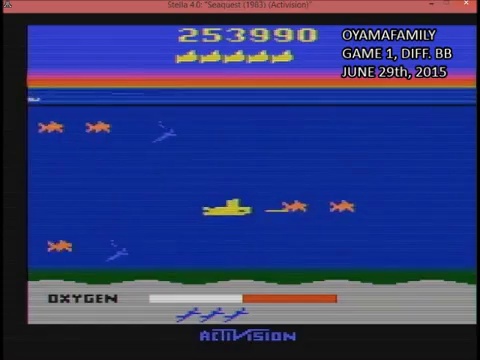 Stella 4.0: "Seaquest (1983) (Activision)"
253990
OYAMAFAMILY
GAME 1, DIFF. BB
JUNE 29th, 2015
OXYGEN
ACTIVISION